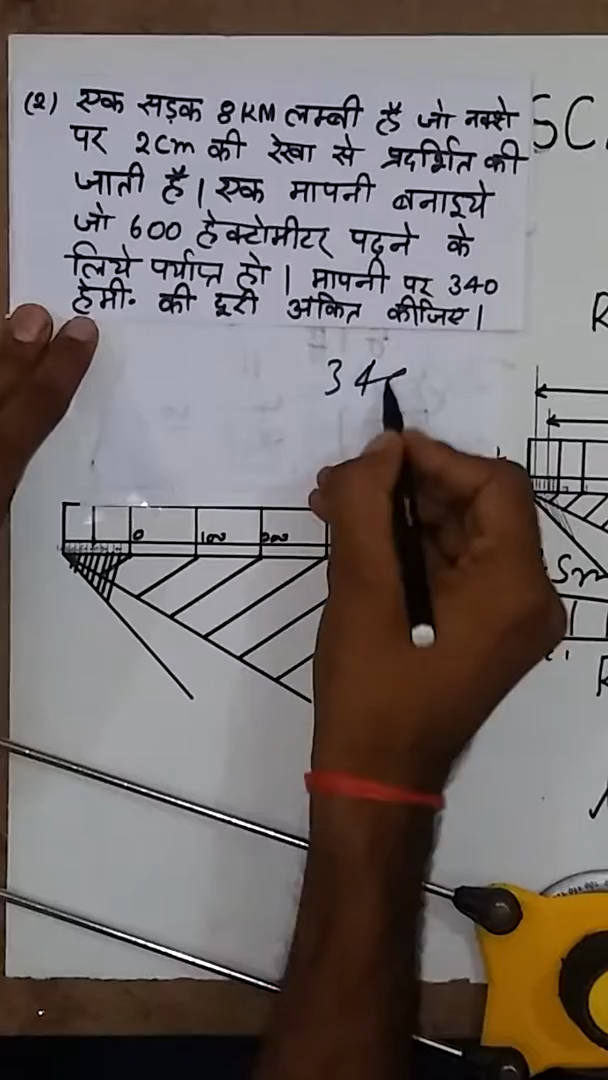 (2) एक सड़क 8 KM लम्बी है जो नक्शे
पर 2cm की रेखा से प्रदर्शित की
जाती है। एक मापनी बनाइये
जो 600 हेक्टोमीटर पढ़ने के
लिये पर्याप्त हो। मापनी पर 340
हेमी. की दूरी अंकित कीजिए।
SC
34
0 100 200